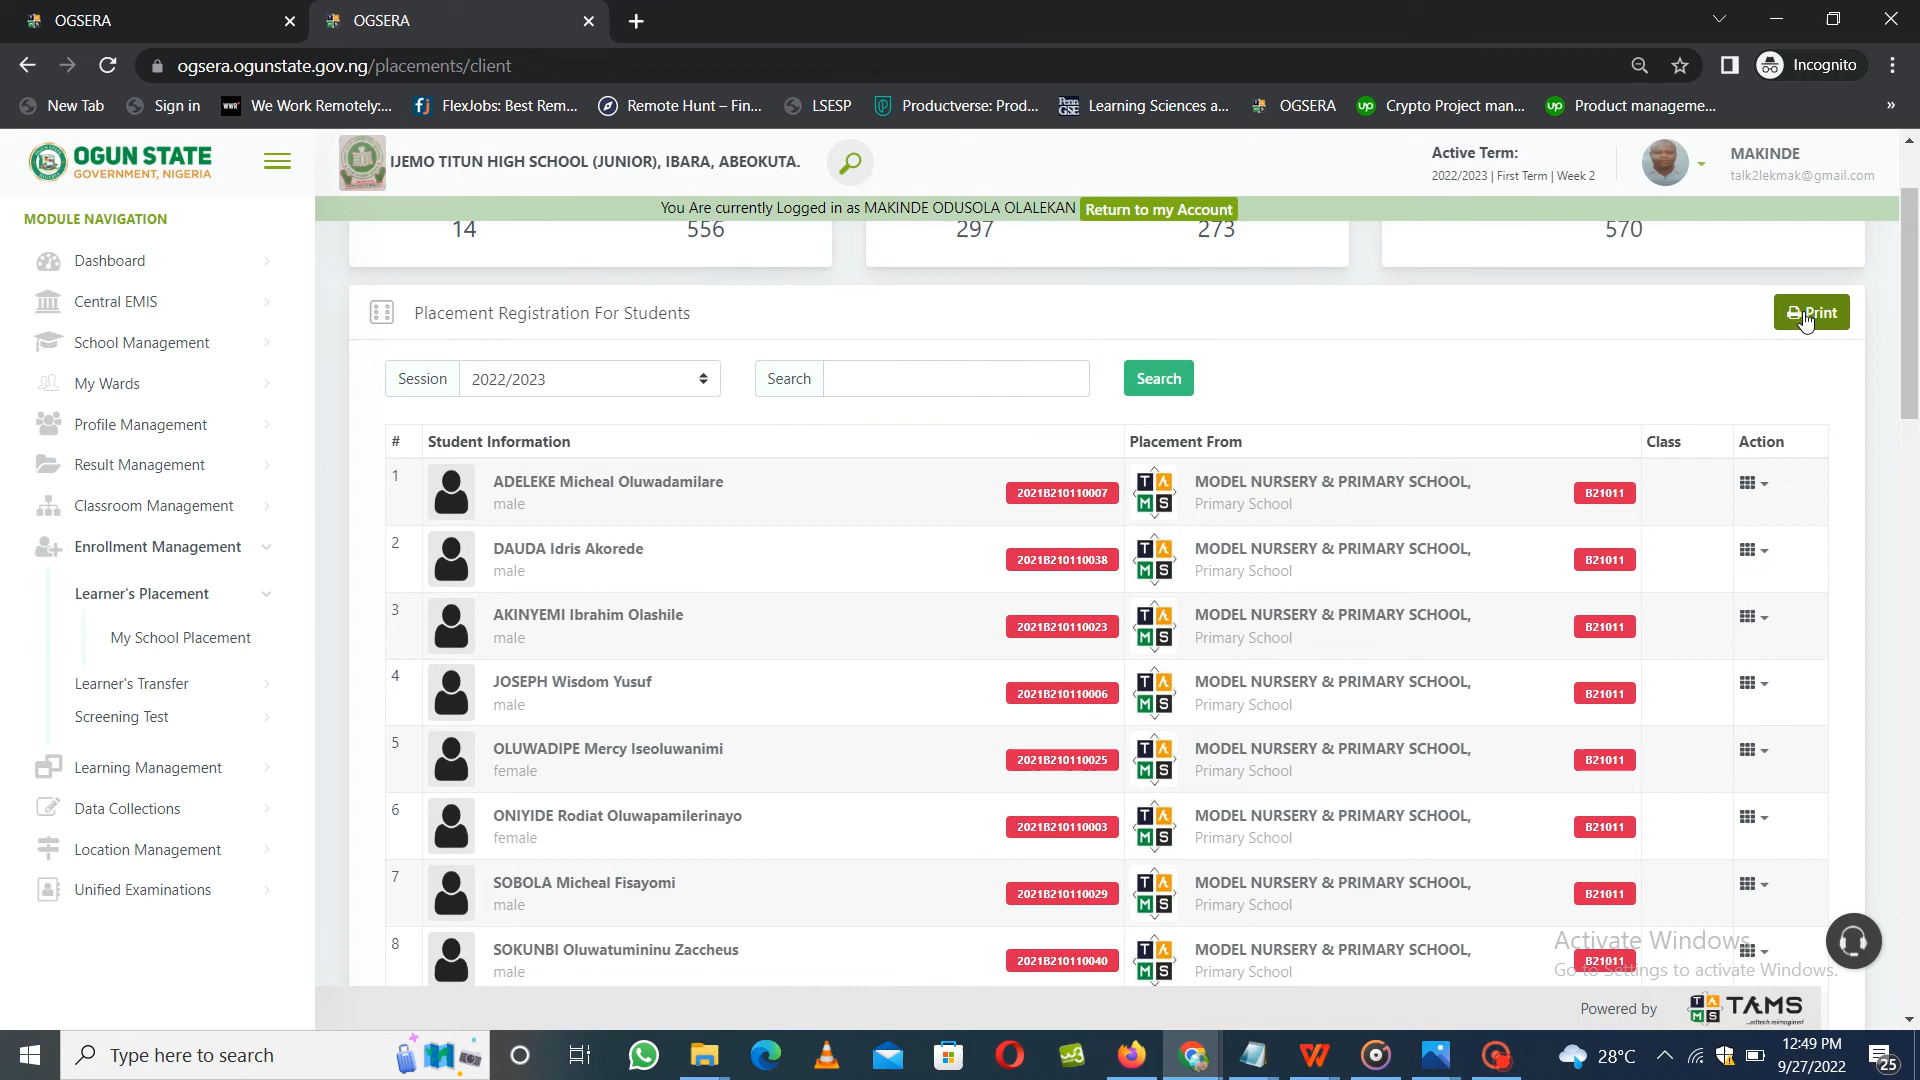 OGSERA
OGSERA
ogsera.ogunstate.gov.ng/placements/client
Incognito
New Tab
Sign in
We Work Remotely:...
FlexJobs: Best Rem...
Remote Hunt – Fin...
LSESP
Productverse: Prod...
Learning Sciences a...
OGSERA
Crypto Project man...
Product manageme...
OGUN STATE
GOVERNMENT, NIGERIA
IJEMO TITUN HIGH SCHOOL (JUNIOR), IBARA, ABEOKUTA.
Active Term:
2022/2023 | First Term | Week 2
MAKINDE
talk2lekmak@gmail.com
You Are currently Logged in as MAKINDE ODUSOLA OLALEKAN Return to my Account
14 556 297 273 570
MODULE NAVIGATION
Dashboard
Central EMIS
School Management
My Wards
Profile Management
Result Management
Classroom Management
Enrollment Management
Learner's Placement
My School Placement
Learner's Transfer
Screening Test
Learning Management
Data Collections
Location Management
Unified Examinations
Placement Registration For Students
Print
Session 2022/2023
Search
Search
# Student Information Placement From Class Action
1 ADELEKE Micheal Oluwadamilare 2021B210110007 MODEL NURSERY & PRIMARY SCHOOL, B21011
male Primary School
2 DAUDA Idris Akorede 2021B210110038 MODEL NURSERY & PRIMARY SCHOOL, B21011
male Primary School
3 AKINYEMI Ibrahim Olashile 2021B210110023 MODEL NURSERY & PRIMARY SCHOOL, B21011
male Primary School
4 JOSEPH Wisdom Yusuf 2021B210110006 MODEL NURSERY & PRIMARY SCHOOL, B21011
male Primary School
5 OLUWADIPE Mercy Iseoluwanimi 2021B210110025 MODEL NURSERY & PRIMARY SCHOOL, B21011
female Primary School
6 ONIYIDE Rodiat Oluwapamilerinayo 2021B210110003 MODEL NURSERY & PRIMARY SCHOOL, B21011
female Primary School
7 SOBOLA Micheal Fisayomi 2021B210110029 MODEL NURSERY & PRIMARY SCHOOL, B21011
male Primary School
8 SOKUNBI Oluwatumininu Zaccheus 2021B210110040 MODEL NURSERY & PRIMARY SCHOOL, B21011
male Primary School
Activate Windows
Go to Settings to activate Windows.
Powered by TAMS
...edtech reimagined!
Type here to search
28°C
12:49 PM
9/27/2022
25